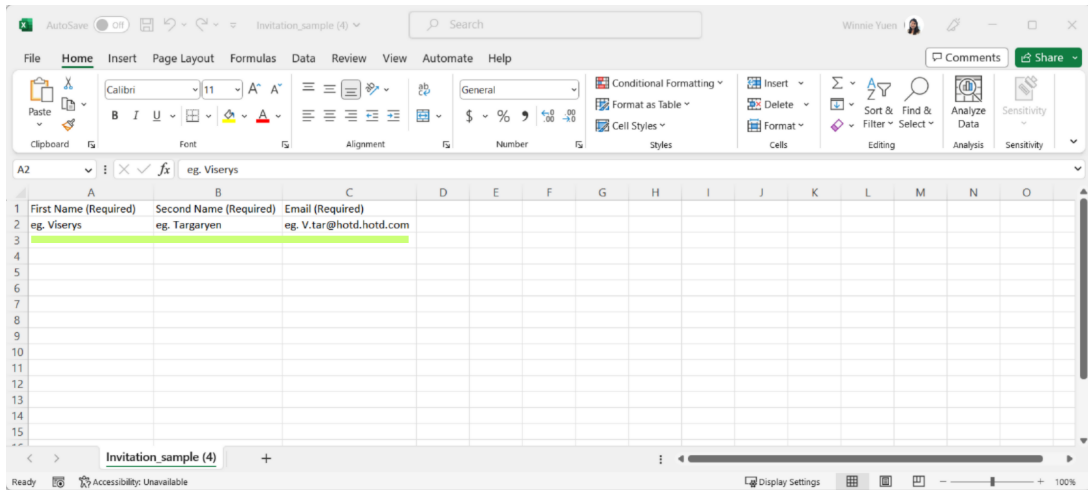 AutoSave Off Invitation_sample (4) Search Winnie Yuen
File Home Insert Page Layout Formulas Data Review View Automate Help Comments Share
Calibri 11 A A ab General Conditional Formatting Insert
Paste Format as Table Delete Sort & Find & Analyze Sensitivity
B I U A $ % 9 .00 Cell Styles Format Filter Select Data
Clipboard Font Alignment Number Styles Cells Editing Analysis Sensitivity
A2 fx eg. Viserys
A B C D E F G H I J K L M N O
1 First Name (Required) Second Name (Required) Email (Required)
2 eg. Viserys eg. Targaryen eg. V.tar@hotd.hotd.com
3
4
5
6
7
8
9
10
11
12
13
14
15
Invitation_sample (4) +
Ready Accessibility: Unavailable Display Settings 100%